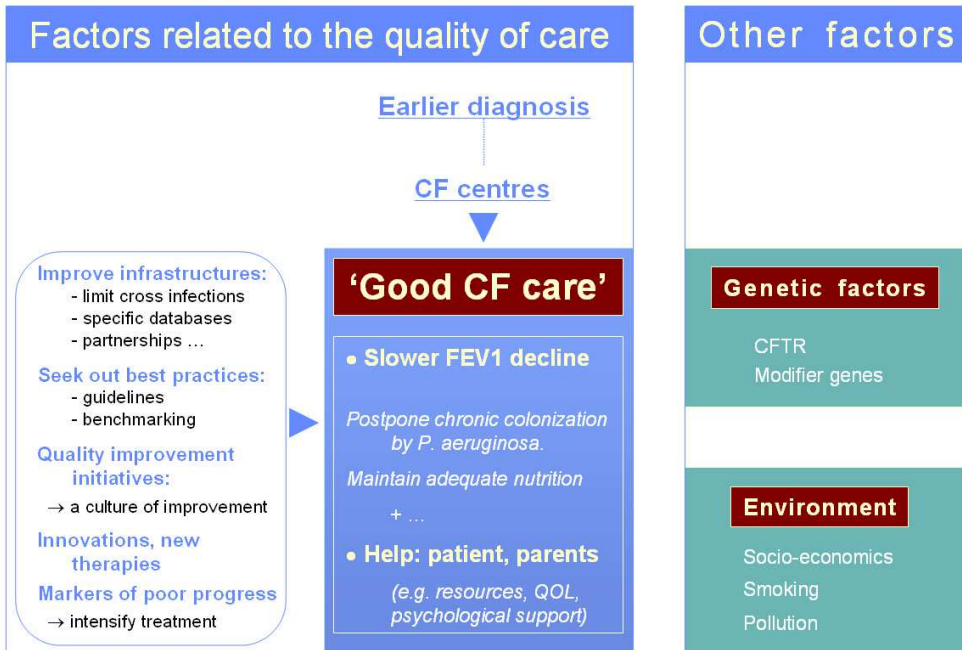 Factors related to the quality of care
Earlier diagnosis
CF centres
Improve infrastructures:
- limit cross infections
- specific databases
- partnerships ...
Seek out best practices:
- guidelines
- benchmarking
Quality improvement
initiatives:
→ a culture of improvement
Innovations, new
therapies
Markers of poor progress
→ intensify treatment
‘Good CF care’
• Slower FEV1 decline
Postpone chronic colonization
by P. aeruginosa.
Maintain adequate nutrition
+ ...
• Help: patient, parents
(e.g. resources, QOL,
psychological support)
Other factors
Genetic factors
CFTR
Modifier genes
Environment
Socio-economics
Smoking
Pollution